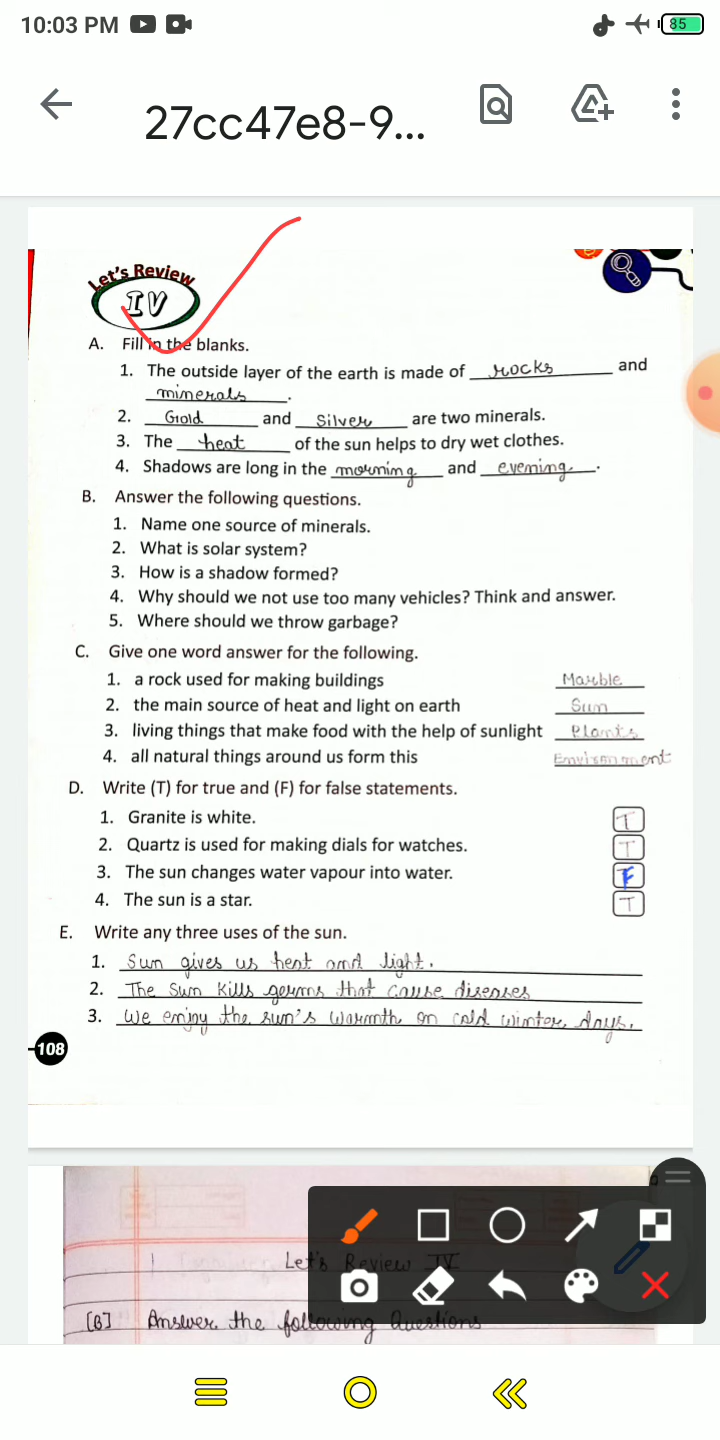 10:03 PM
85
27cc47e8-9...
Let's Review
IV
A. Fill in the blanks.
1. The outside layer of the earth is made of rocks and
minerals.
2. Gold and Silver are two minerals.
3. The heat of the sun helps to dry wet clothes.
4. Shadows are long in the morning and evening.
B. Answer the following questions.
1. Name one source of minerals.
2. What is solar system?
3. How is a shadow formed?
4. Why should we not use too many vehicles? Think and answer.
5. Where should we throw garbage?
C. Give one word answer for the following.
1. a rock used for making buildings Marble
2. the main source of heat and light on earth Sun
3. living things that make food with the help of sunlight Plants
4. all natural things around us form this Environment
D. Write (T) for true and (F) for false statements.
1. Granite is white. T
2. Quartz is used for making dials for watches. T
3. The sun changes water vapour into water. F
4. The sun is a star. T
E. Write any three uses of the sun.
1. Sun gives us heat and light.
2. The Sun kills germs that cause diseases
3. We enjoy the sun's warmth on cold winter days.
108
Let's Review IV
[B] Answer the following Questions